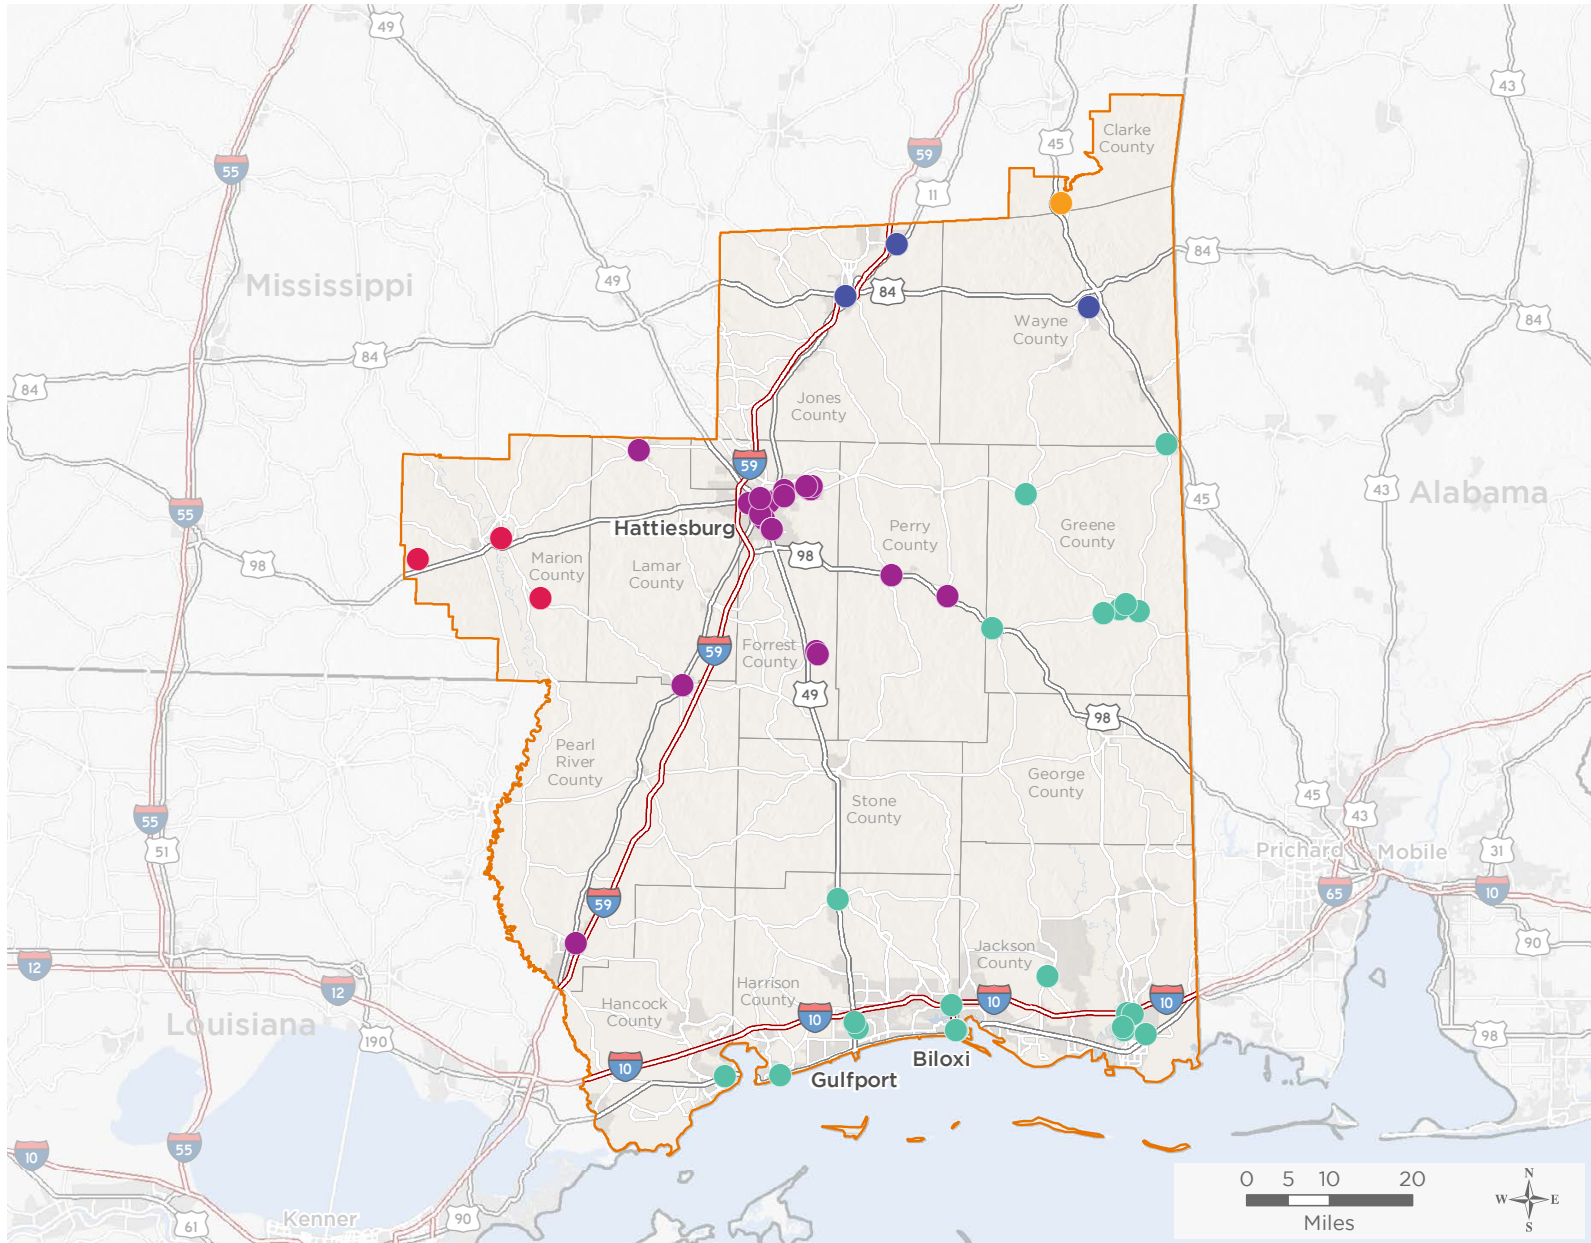 49
43
45
Clarke
County
59
55
11
84
Mississippi
49
84
84
Wayne
County
84
84
Jones
County
59
Alabama
43
45
55
Hattiesburg
Perry
County
Greene
County
98
Marion
County
98
Lamar
County
Forrest
County
59
49
98
Pearl
River
County
George
County
Stone
County
45
43
55
51
Prichard
Mobile
31
65
10
59
90
Jackson
County
12
12
Harrison
County
Hancock
County
10
10
10
Louisiana
190
98
Biloxi
10
Gulfport
55
10
0 5 10 20
Miles
N
W E
S
Kenner
61
90